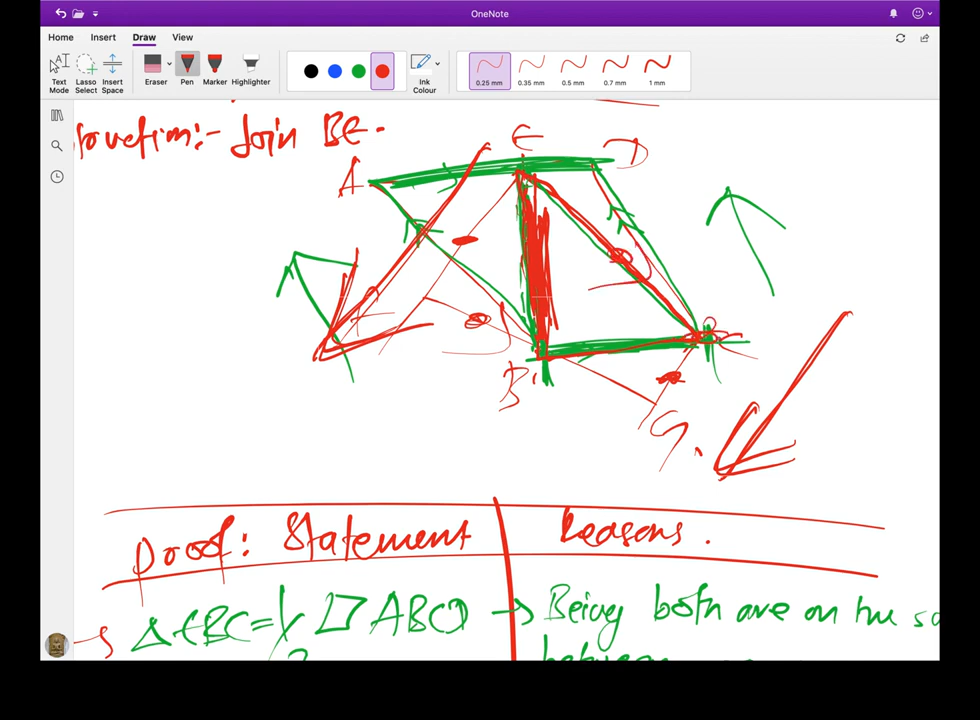 OneNote
Home Insert Draw View
Text Mode
Lasso Select
Insert Space
Eraser
Pen
Marker
Highlighter
Ink Colour
0.25 mm
0.35 mm
0.5 mm
0.7 mm
1 mm
Join BE.
A E D
B
G
Proof: Statement Reasons.
→ Δ EBC = 1/2 ▱ ABCD → Being both are on the sa
between